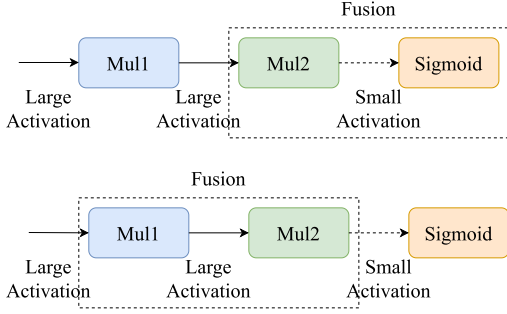 Fusion
Mul1
Mul2
Sigmoid
Large
Activation
Large
Activation
Small
Activation
Fusion
Mul1
Mul2
Sigmoid
Large
Activation
Large
Activation
Small
Activation